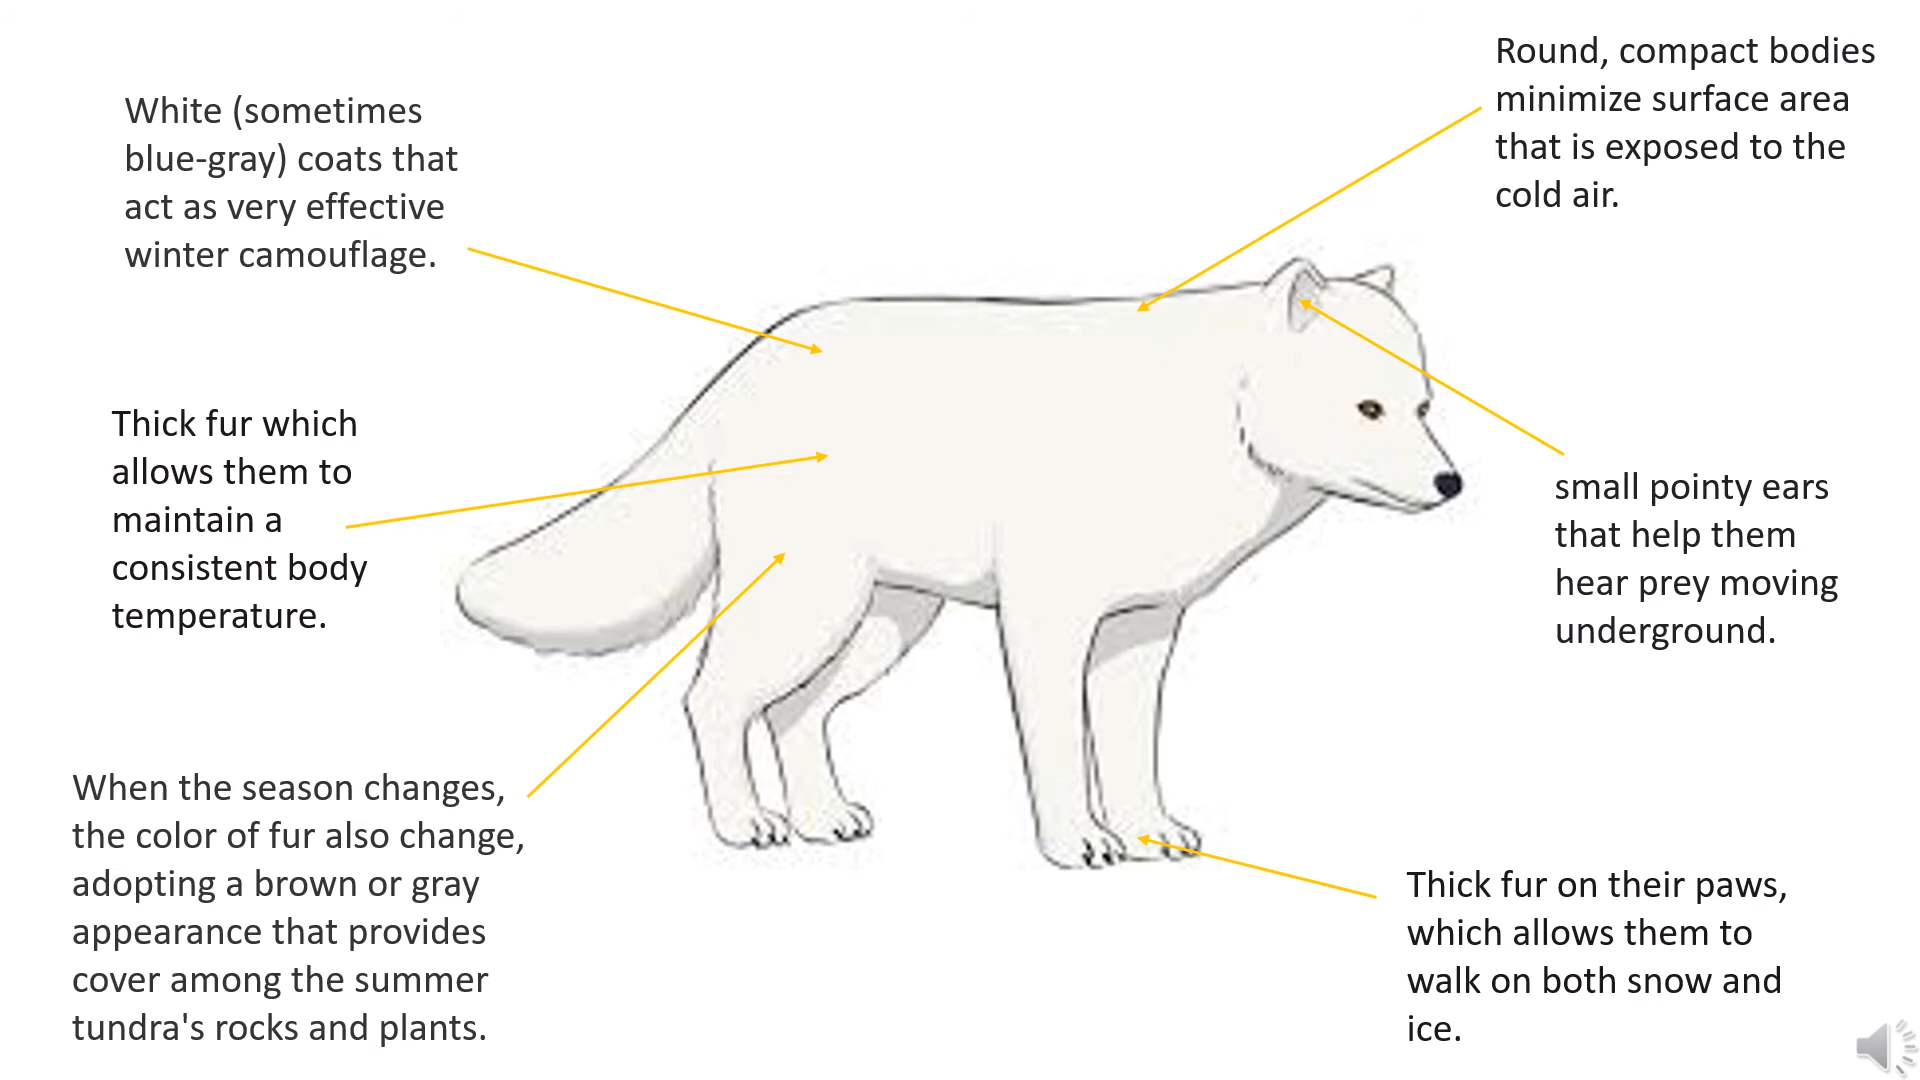 White (sometimes
blue-gray) coats that
act as very effective
winter camouflage.
Round, compact bodies
minimize surface area
that is exposed to the
cold air.
Thick fur which
allows them to
maintain a
consistent body
temperature.
small pointy ears
that help them
hear prey moving
underground.
When the season changes,
the color of fur also change,
adopting a brown or gray
appearance that provides
cover among the summer
tundra's rocks and plants.
Thick fur on their paws,
which allows them to
walk on both snow and
ice.